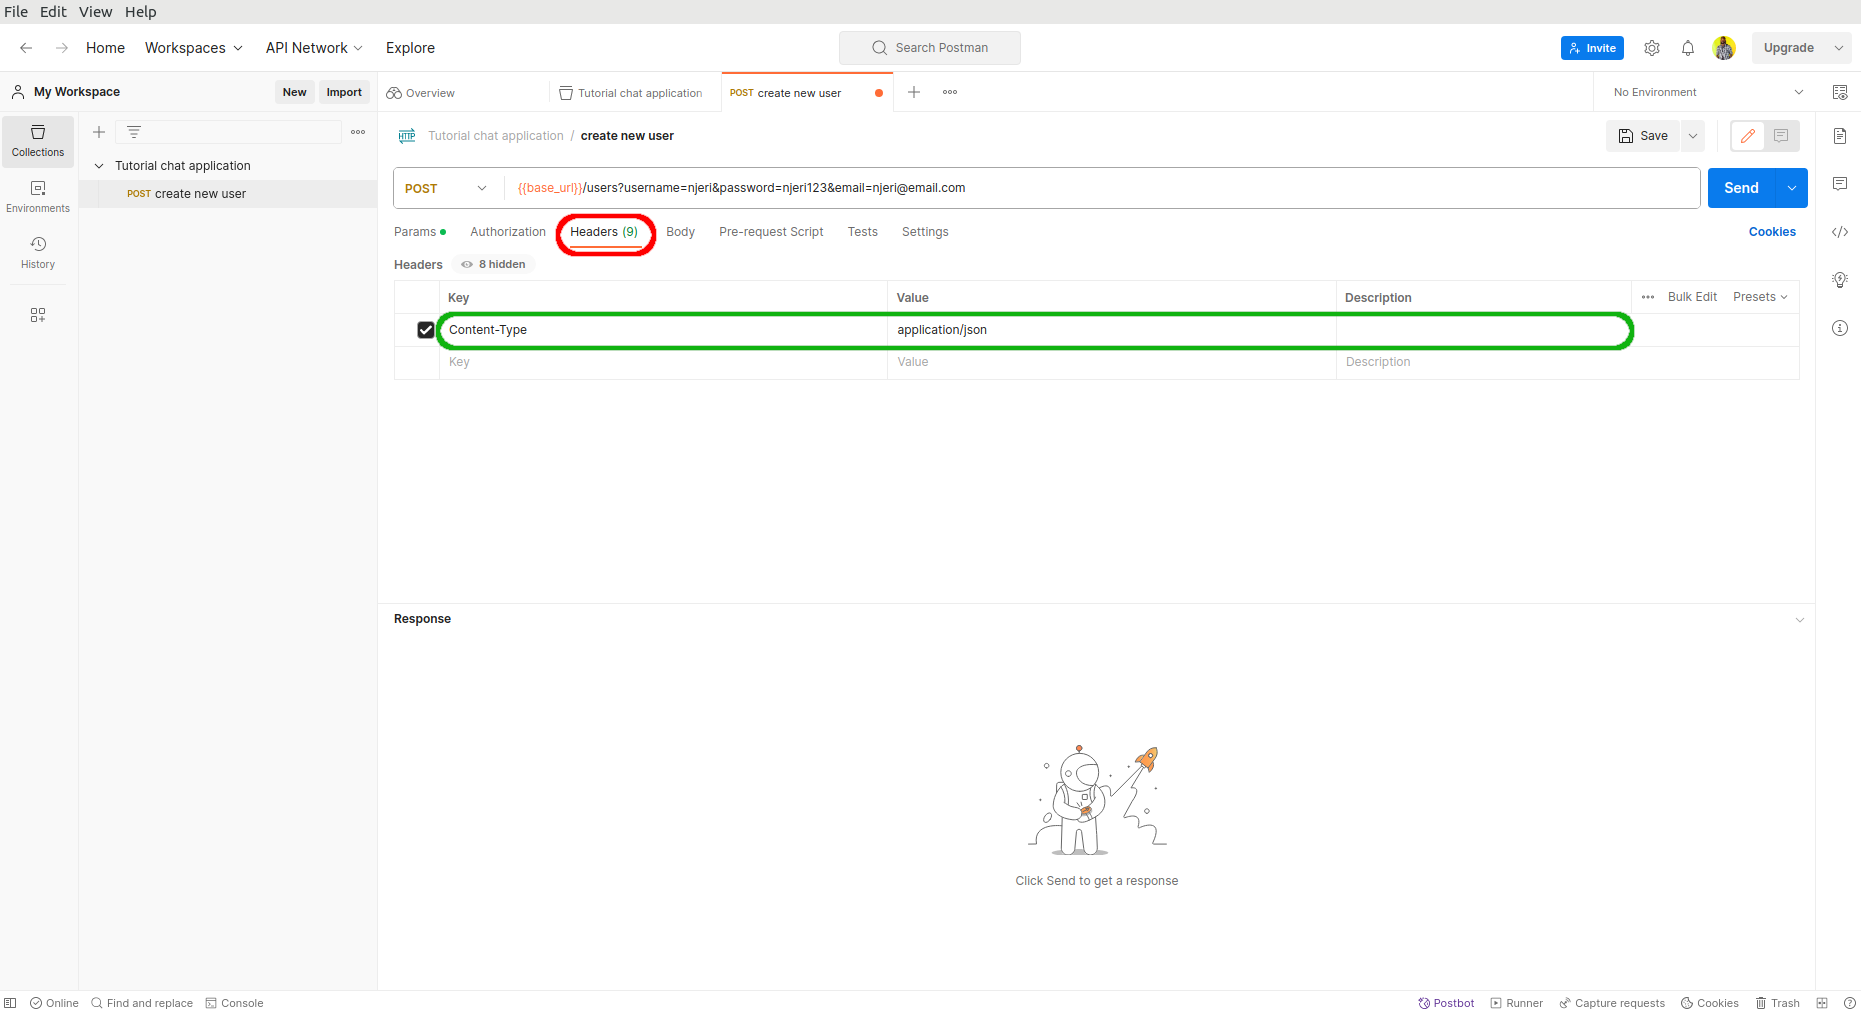 File Edit View Help
Home Workspaces API Network Explore Search Postman Invite Upgrade
My Workspace New Import Overview Tutorial chat application POST create new user No Environment
Collections
Environments
History
Tutorial chat application
POST create new user
HTTP Tutorial chat application / create new user Save
POST {{base_url}}/users?username=njeri&password=njeri123&email=njeri@email.com Send
Params Authorization Headers (9) Body Pre-request Script Tests Settings Cookies
Headers 8 hidden
Key Value Description Bulk Edit Presets
Content-Type application/json
Key Value Description
Response
Click Send to get a response
Online Find and replace Console Postbot Runner Capture requests Cookies Trash